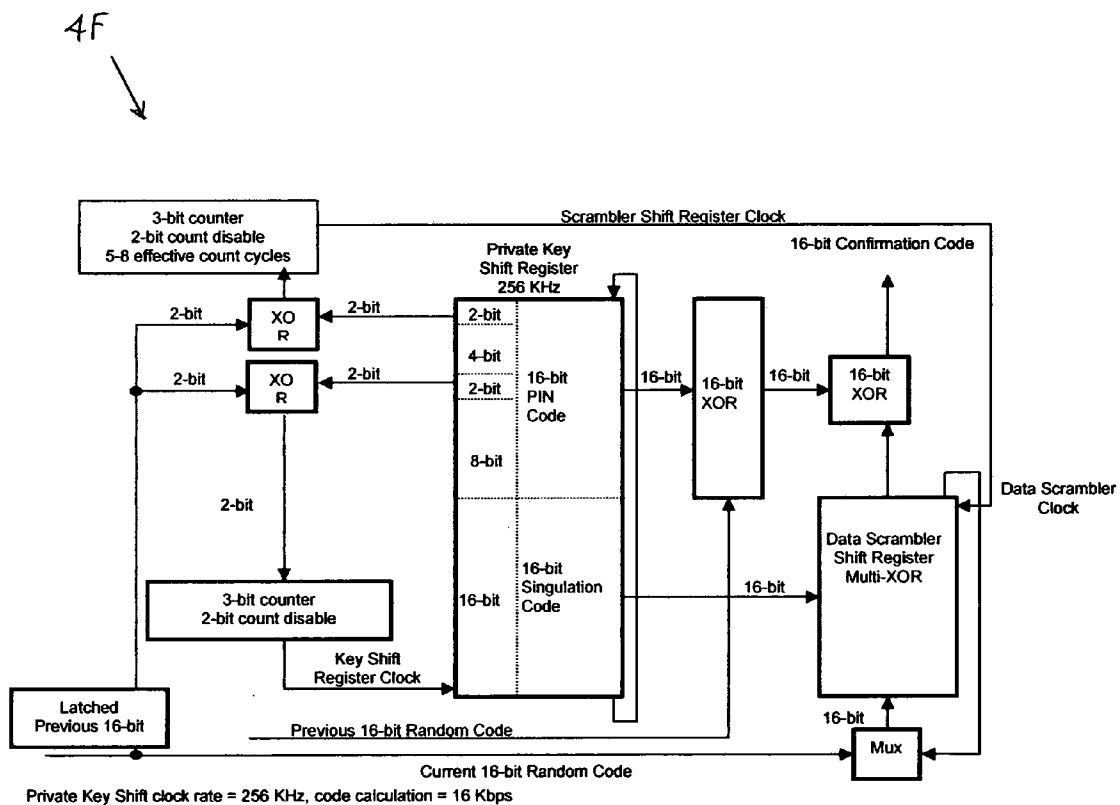 4F
3-bit counter
2-bit count disable
5-8 effective count cycles
Scrambler Shift Register Clock
Private Key
Shift Register
256 KHz
16-bit Confirmation Code
2-bit
XO
R
2-bit
2-bit
4-bit
2-bit
XO
R
2-bit
2-bit
16-bit
PIN
Code
16-bit
16-bit
XOR
16-bit
16-bit
XOR
8-bit
2-bit
Data Scrambler
Clock
Data Scrambler
Shift Register
Multi-XOR
3-bit counter
2-bit count disable
16-bit
16-bit
Singulation
Code
16-bit
Key Shift
Register Clock
Latched
Previous 16-bit
Previous 16-bit Random Code
16-bit
Mux
Current 16-bit Random Code
Private Key Shift clock rate = 256 KHz, code calculation = 16 Kbps